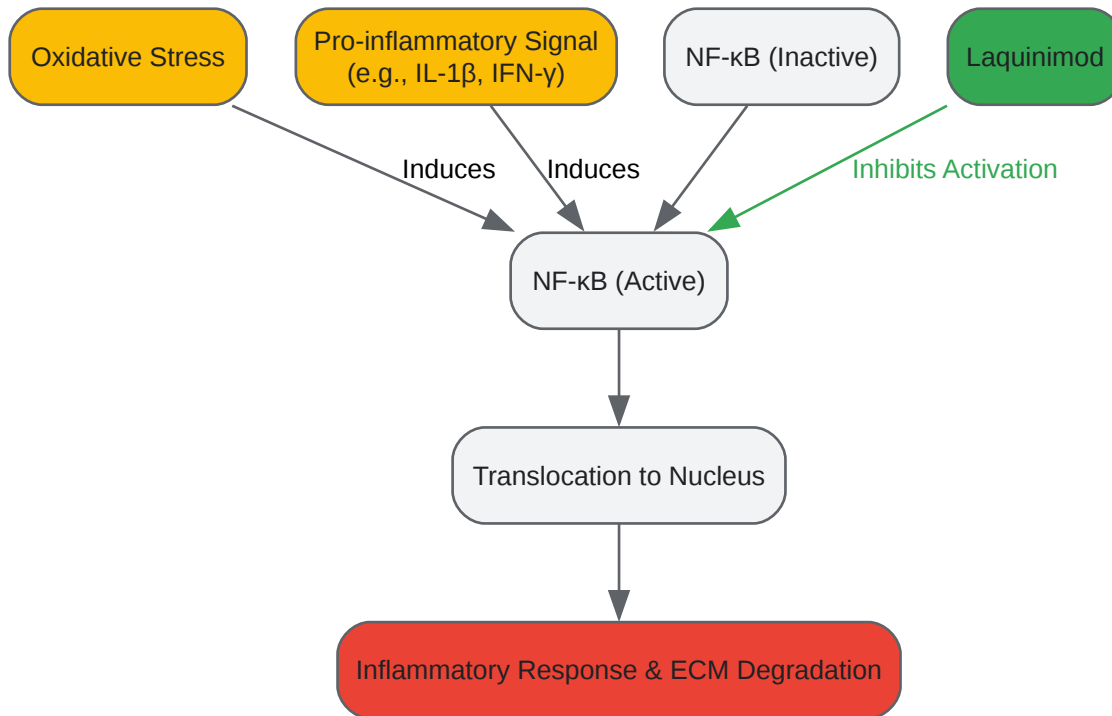 Oxidative Stress
Pro-inflammatory Signal
(e.g., IL-1β, IFN-γ)
NF-κB (Inactive)
Laquinimod
Induces
Induces
Inhibits Activation
NF-κB (Active)
Translocation to Nucleus
Inflammatory Response & ECM Degradation